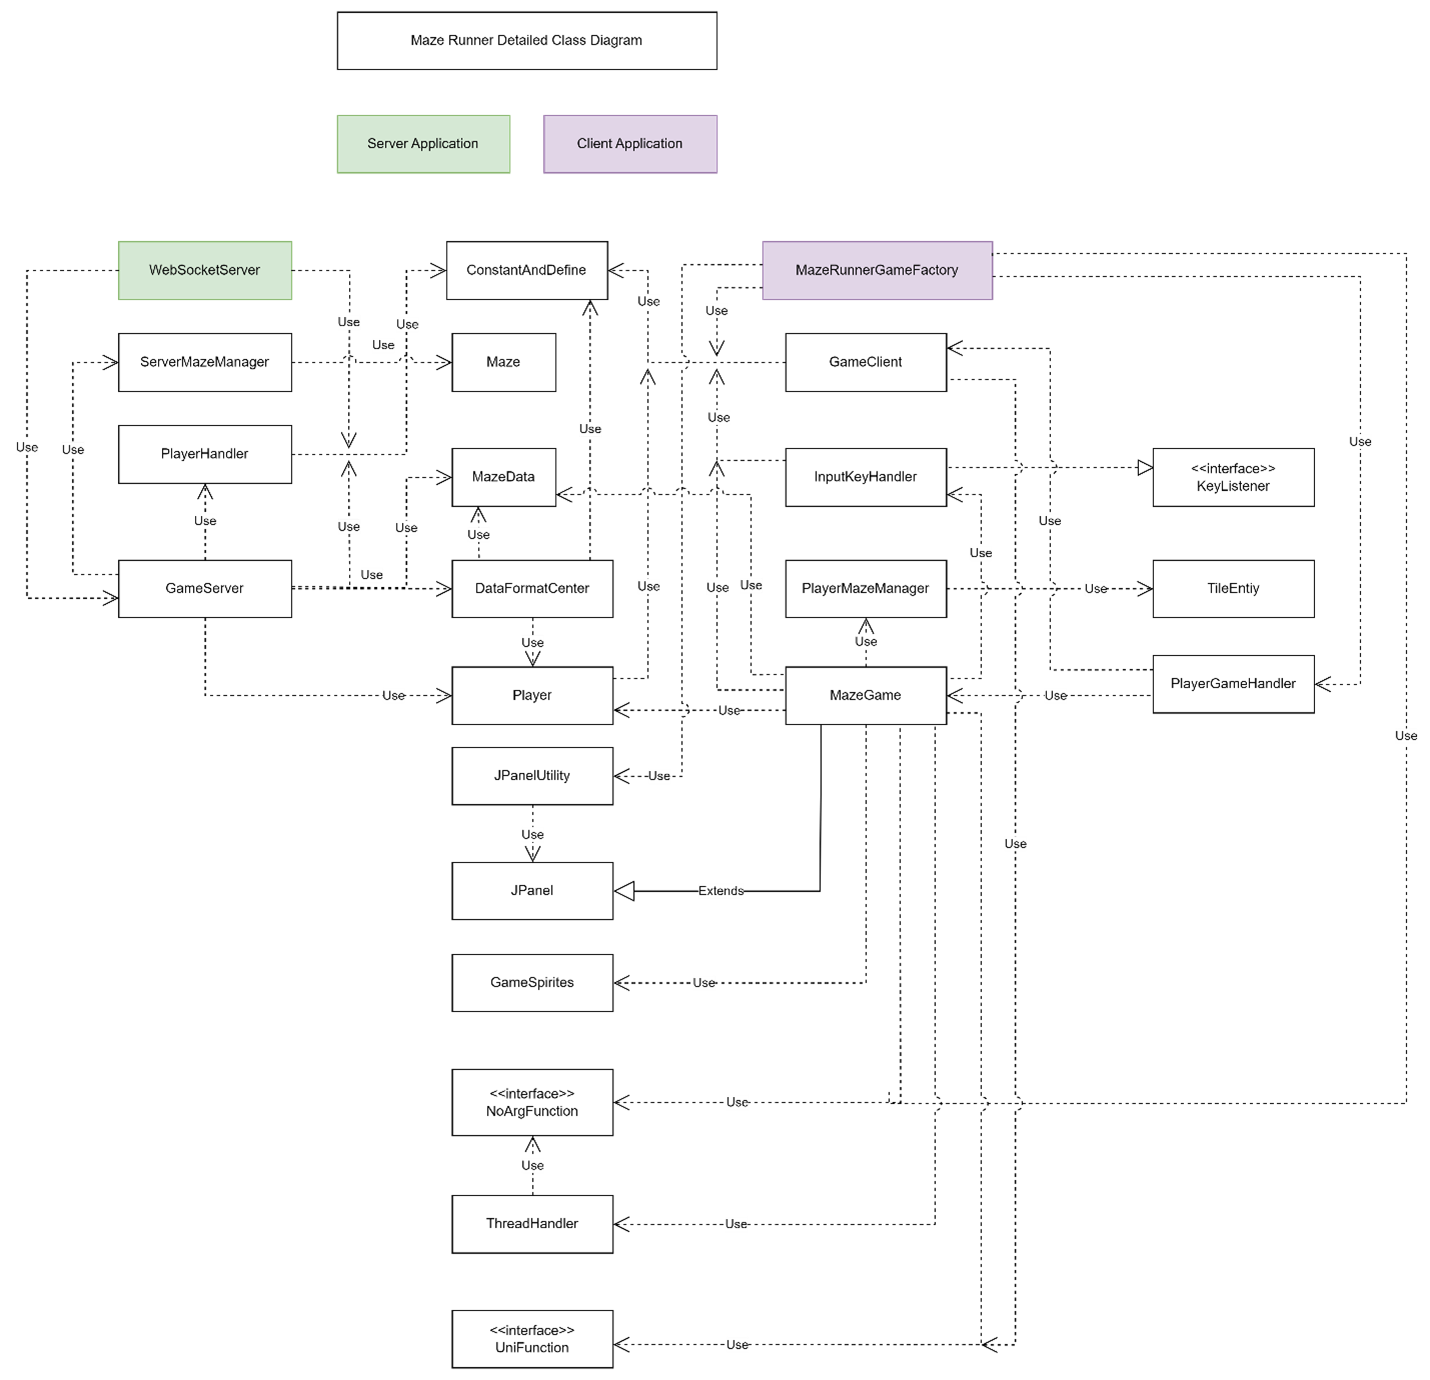 Maze Runner Detailed Class Diagram
Server Application
Client Application
WebSocketServer
ConstantAndDefine
MazeRunnerGameFactory
Use
Use
Use
Use
Use
ServerMazeManager
Maze
GameClient
Use
Use
Use
Use
Use
PlayerHandler
MazeData
InputKeyHandler
<<interface>>
KeyListener
Use
Use
Use
Use
Use
Use
Use
GameServer
DataFormatCenter
PlayerMazeManager
Use
TileEntiy
Use
Use
Use
Use
Use
Player
MazeGame
PlayerGameHandler
Use
Use
Use
Use
JPanelUtility
Use
Use
Use
JPanel
Extends
GameSpirites
Use
<<interface>>
NoArgFunction
Use
Use
ThreadHandler
Use
<<interface>>
UniFunction
Use